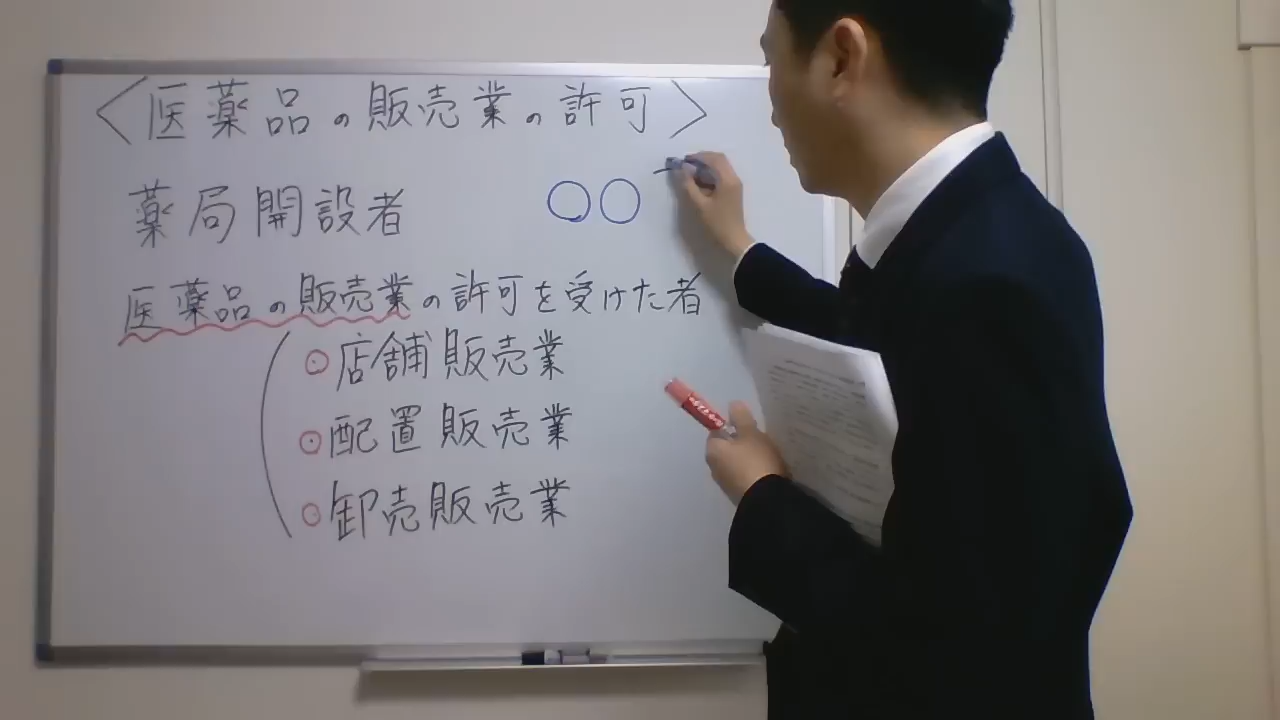 〈医薬品の販売業の許可〉
薬局開設者 ○○
医薬品の販売業の許可を受けた者
店舗販売業
配置販売業
卸売販売業